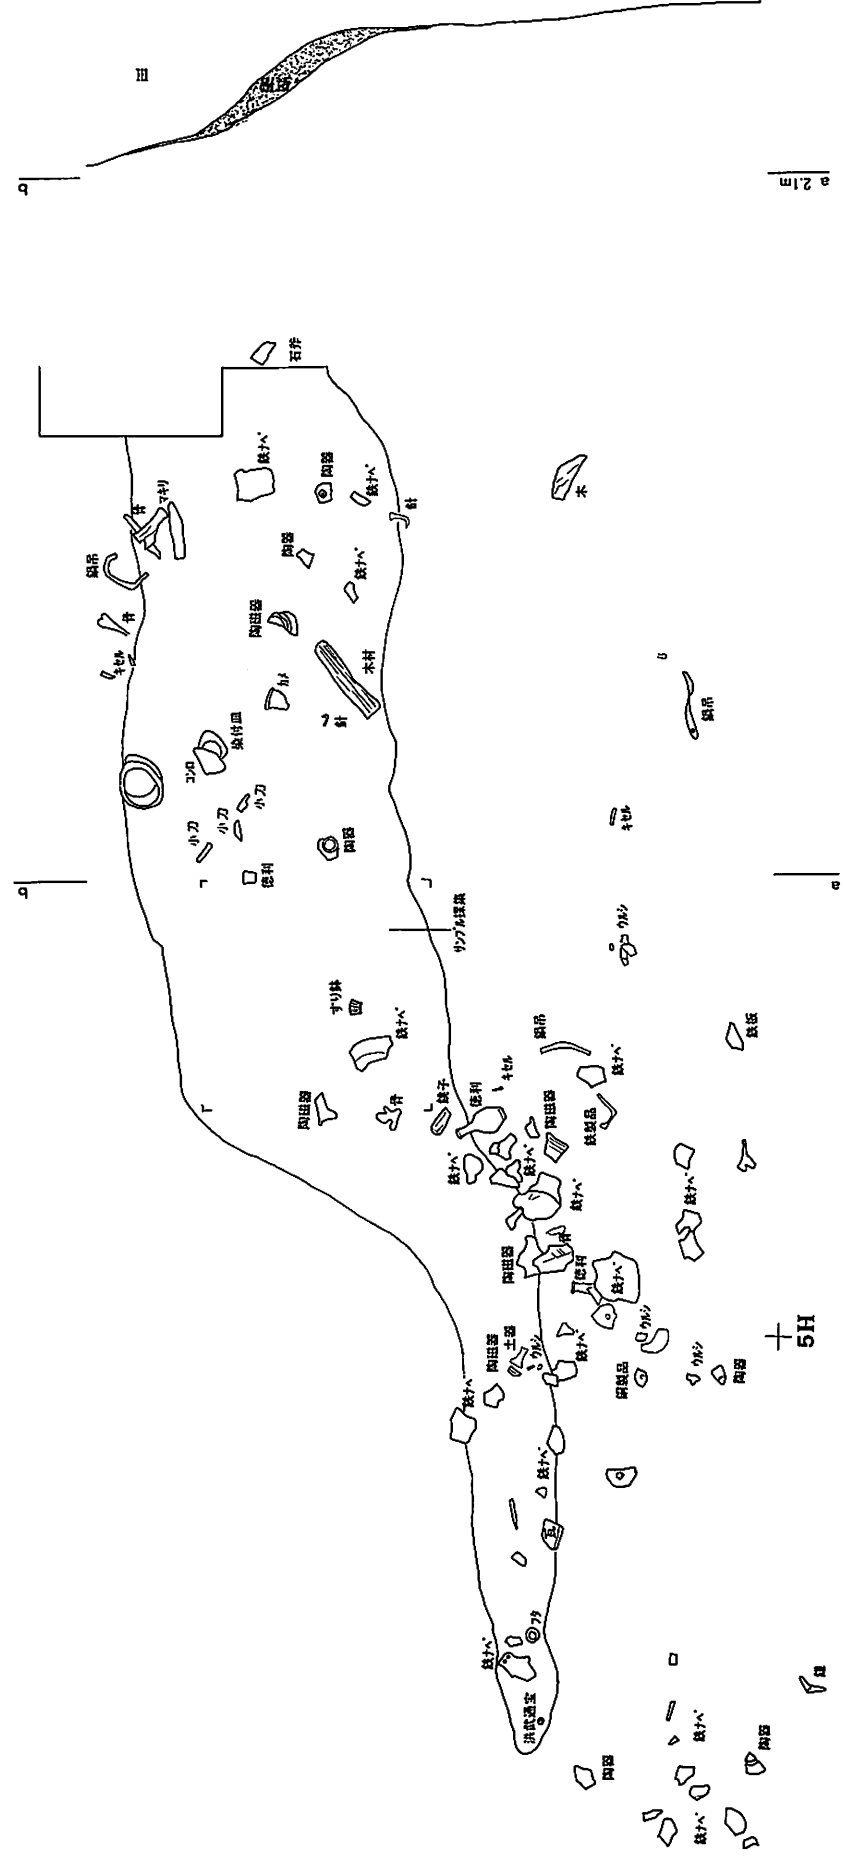 III
b
a 2.1m
石斧
鉄ナベ
陶器
鉄ナベ
針
木
骨
マキリ
鍋吊
陶器
鉄ナベ
骨
陶磁器
木材
キセル
カメ
針
鍋吊
染付皿
コンロ
小刀
小刀
小刀
キセル
陶器
徳利
b
a
サンプル採集
ウルシ
すり鉢
鉄ナベ
鍋吊
鉄板
キセル
鉄ナベ
陶磁器
骨
銚子
徳利
陶磁器
鉄製品
鉄ナベ
鉄ナベ
鉄ナベ
鉄ナベ
陶磁器
骨
徳利
鉄ナベ
陶磁器
土器
ウルシ
鉄ナベ
ウルシ
5H
鉄ナベ
銅製品
ウルシ
陶器
鉄ナベ
瓦
フタ
鉄ナベ
洪武通宝
鉄ナベ
陶器
陶器
鉄ナベ